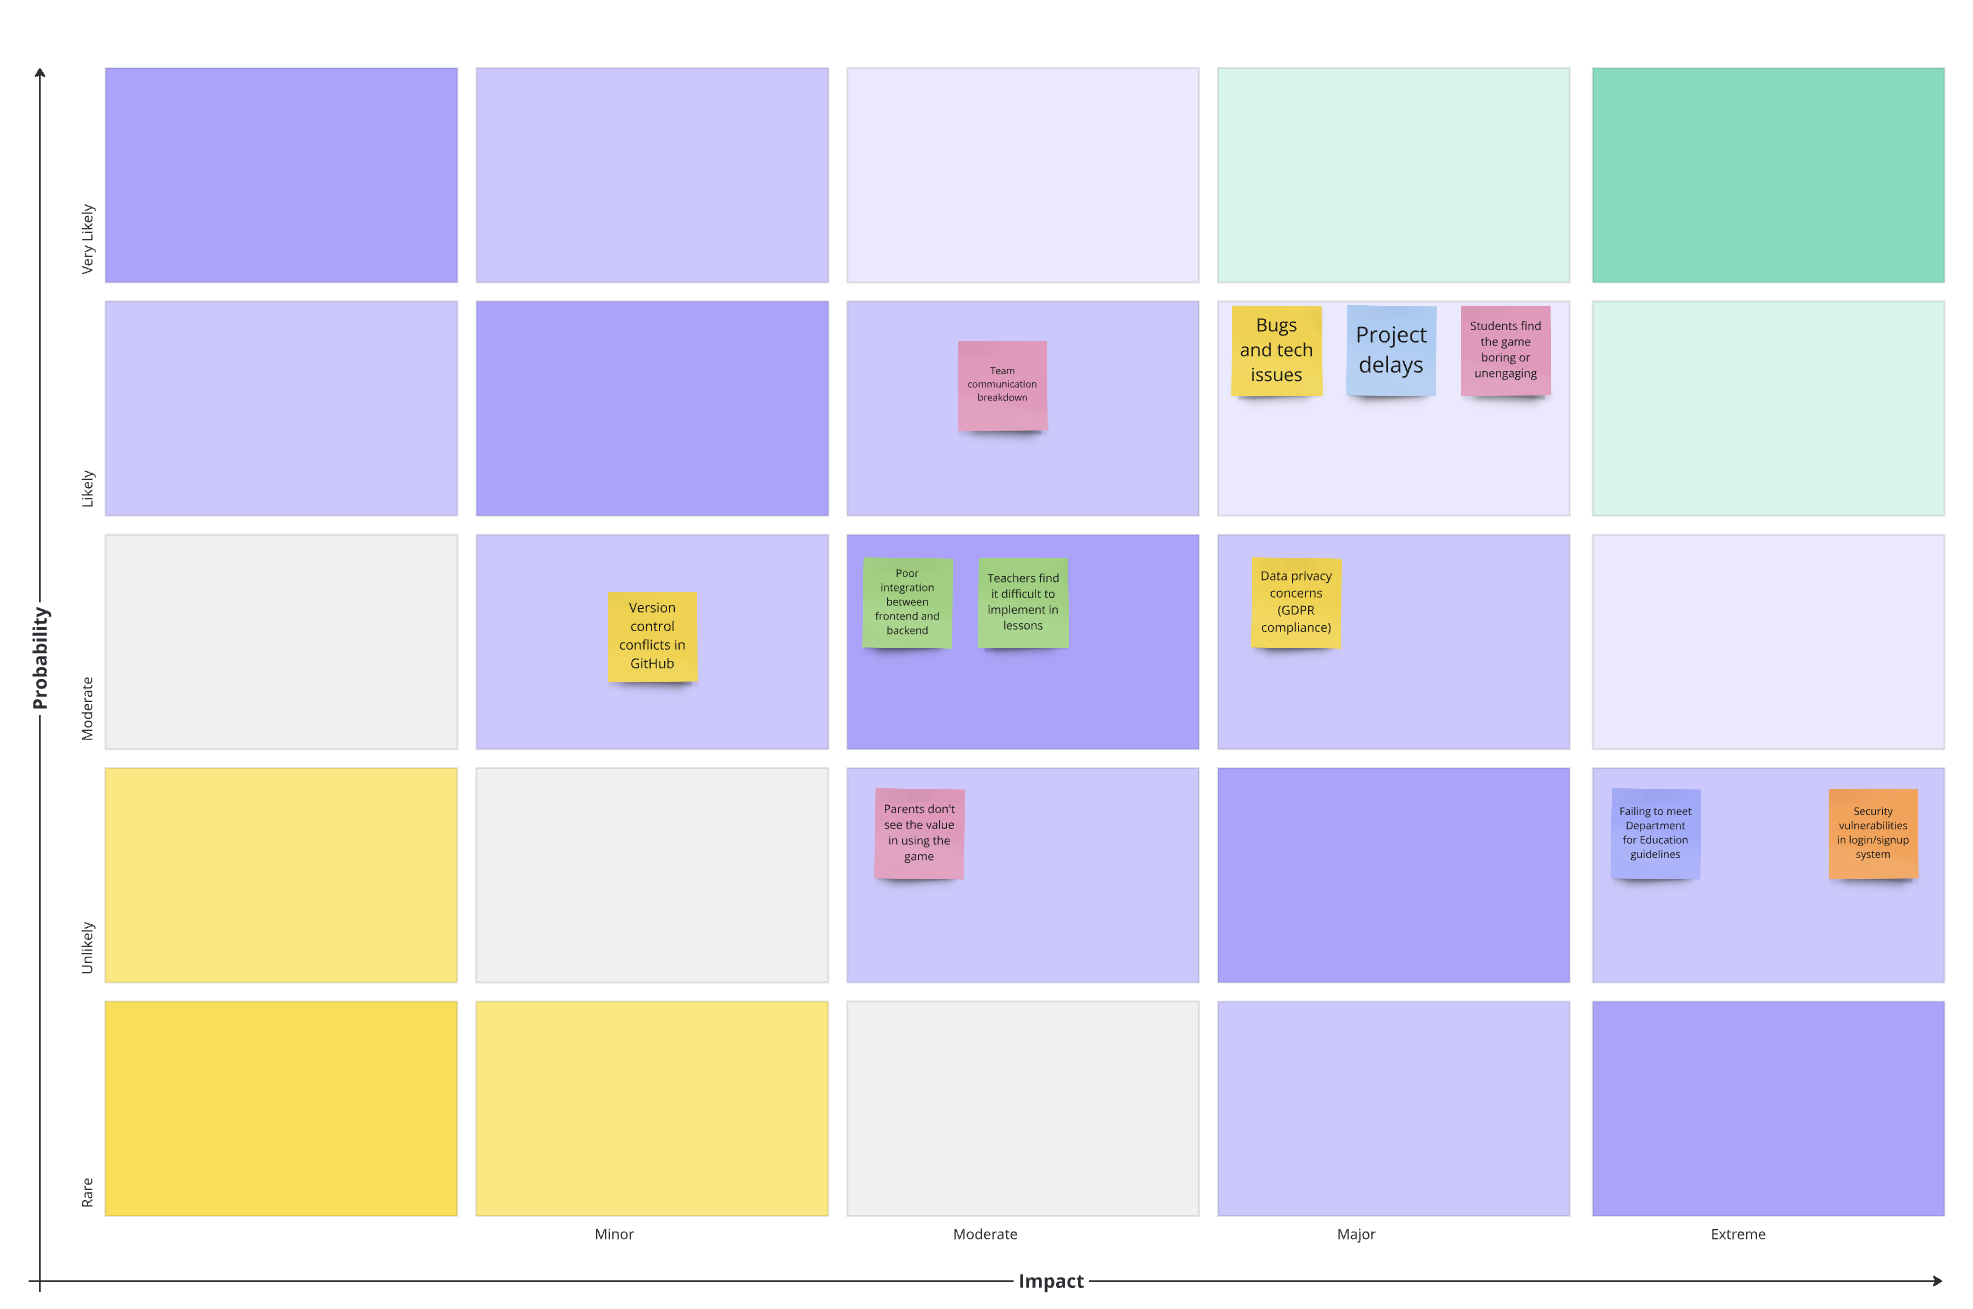 Very Likely
Likely
Bugs
and tech
issues
Project
delays
Students find
the game
boring or
unengaging
Team
communication
breakdown
Probability
Moderate
Version
control
conflicts in
GitHub
Poor
integration
between
frontend and
backend
Teachers find
it difficult to
implement in
lessons
Data privacy
concerns
(GDPR
compliance)
Unlikely
Parents don't
see the value
in using the
game
Failing to meet
Department
for Education
guidelines
Security
vulnerabilities
in login/signup
system
Rare
Minor
Moderate
Major
Extreme
Impact